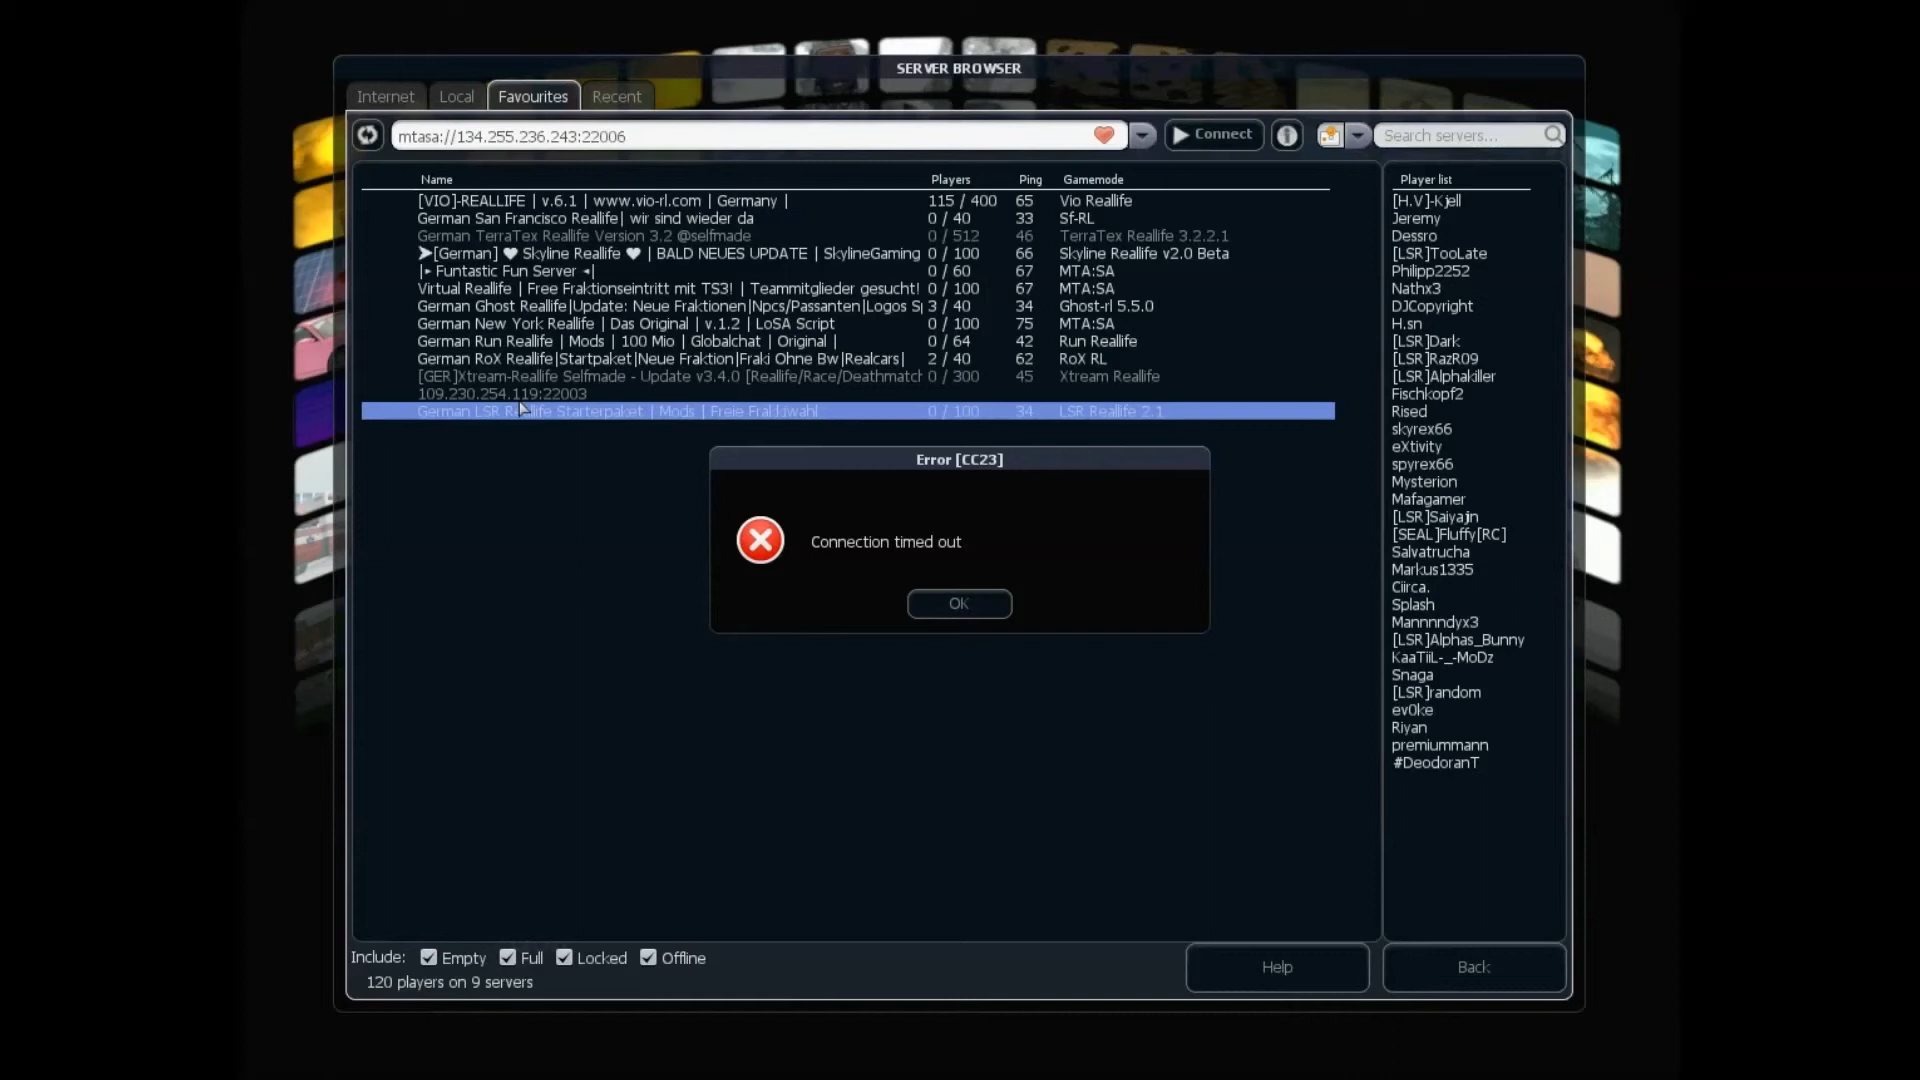 SERVER BROWSER
Internet Local Favourites Recent
mtasa://134.255.236.243:22006 Connect Search servers...
Name Players Ping Gamemode
[VIO]-REALLIFE | v.6.1 | www.vio-rl.com | Germany | 115 / 400 65 Vio Reallife
German San Francisco Reallife| wir sind wieder da 0 / 40 33 Sf-RL
German TerraTex Reallife Version 3.2 @selfmade 0 / 512 46 TerraTex Reallife 3.2.2.1
➤[German] ♥ Skyline Reallife ♥ | BALD NEUES UPDATE | SkylineGaming 0 / 100 66 Skyline Reallife v2.0 Beta
|► Funtastic Fun Server ◄| 0 / 60 67 MTA:SA
Virtual Reallife | Free Fraktionseintritt mit TS3! | Teammitglieder gesucht! 0 / 100 67 MTA:SA
German Ghost Reallife|Update: Neue Fraktionen|Npcs/Passanten|Logos Sp 3 / 40 34 Ghost-rl 5.5.0
German New York Reallife | Das Original | v.1.2 | LoSA Script 0 / 100 75 MTA:SA
German Run Reallife | Mods | 100 Mio | Globalchat | Original | 0 / 64 42 Run Reallife
German RoX Reallife|Startpaket|Neue Fraktion|Fraki Ohne Bw|Realcars| 2 / 40 62 RoX RL
[GER]Xtream-Reallife Selfmade - Update v3.4.0 [Reallife/Race/Deathmatch 0 / 300 45 Xtream Reallife
109.230.254.119:22003
German LSR Reallife Starterpaket | Mods | Freie Frakiwahl 0 / 100 34 LSR Reallife 2.1
Error [CC23]
Connection timed out
OK
Player list
[H.V]-Kjell
Jeremy
Dessro
[LSR]TooLate
Philipp2252
Nathx3
DJCopyright
H.sn
[LSR]Dark
[LSR]RazR09
[LSR]Alphakiller
Fischkopf2
Rised
skyrex66
eXtivity
spyrex66
Mysterion
Mafagamer
[LSR]Saiyajin
[SEAL]Fluffy[RC]
Salvatrucha
Markus1335
Ciirca.
Splash
Mannnndyx3
[LSR]Alphas_Bunny
KaaTiiL-_-MoDz
Snaga
[LSR]random
ev0ke
Riyan
premiummann
#DeodoranT
Include: Empty Full Locked Offline
120 players on 9 servers
Help
Back